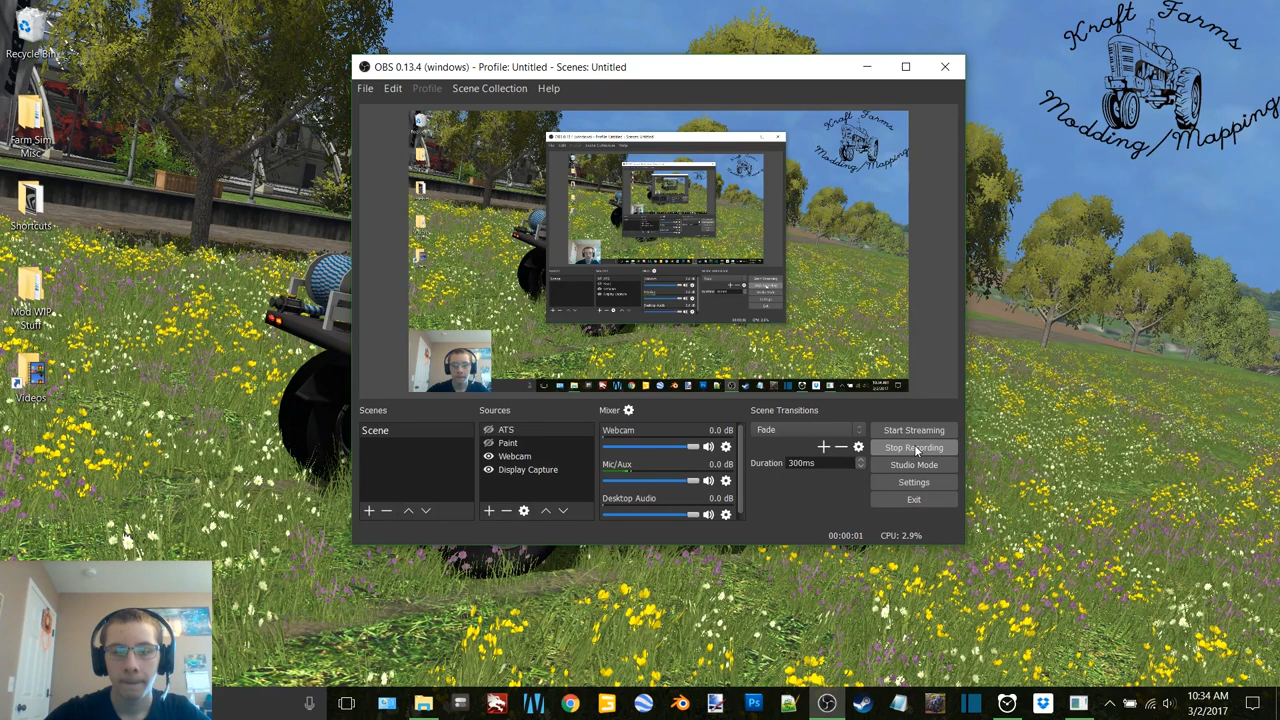 Recycle Bin
Farm Sim
Misc
Shortcuts
Mod WIP
Stuff
Videos
Kraft Farms
Modding/Mapping
OBS 0.13.4 (windows) - Profile: Untitled - Scenes: Untitled
File Edit Profile Scene Collection Help
Scenes
Scene
Sources
ATS
Paint
Webcam
Display Capture
Mixer
Webcam 0.0 dB
Mic/Aux 0.0 dB
Desktop Audio 0.0 dB
Scene Transitions
Fade
Duration 300ms
Start Streaming
Stop Recording
Studio Mode
Settings
Exit
00:00:01 CPU: 2.9%
10:34 AM
3/2/2017